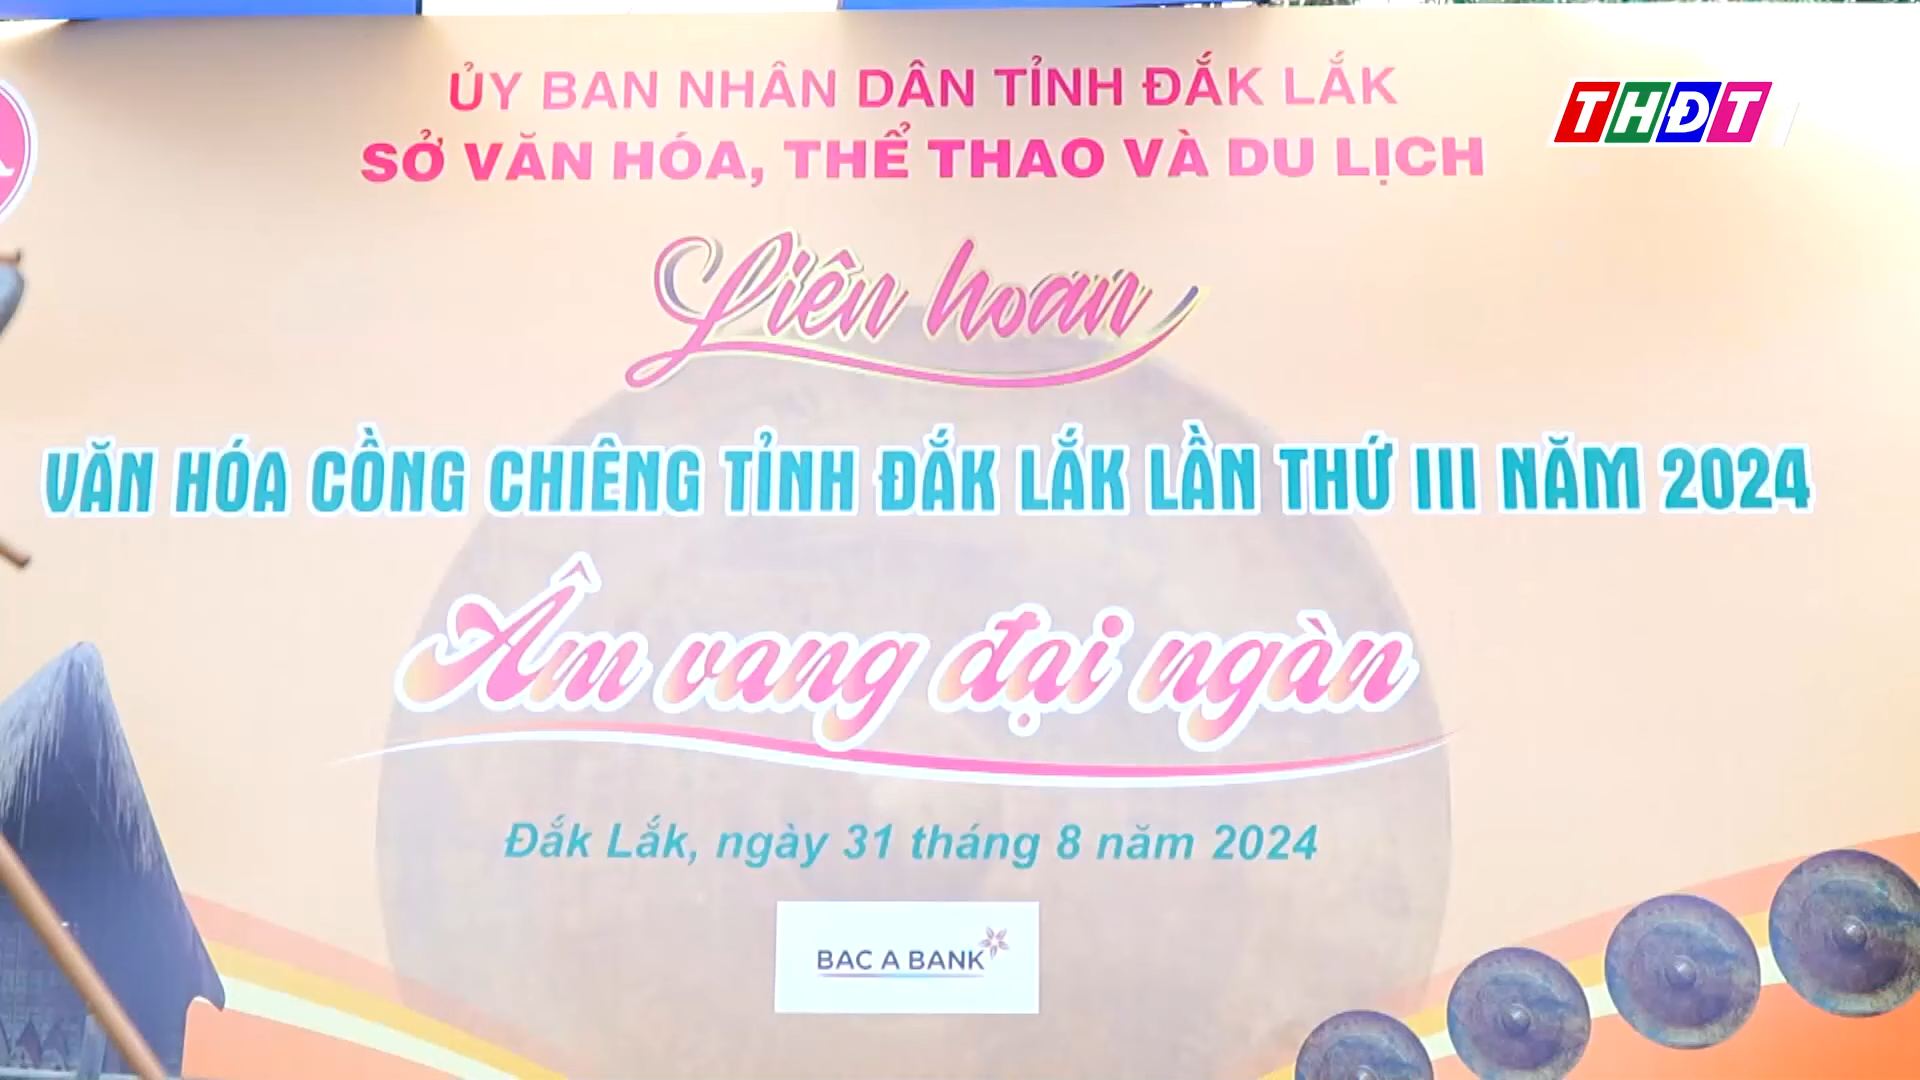 ỦY BAN NHÂN DÂN TỈNH ĐẮK LẮK
THĐT
SỞ VĂN HÓA, THỂ THAO VÀ DU LỊCH
Liên hoan
VĂN HÓA CỒNG CHIÊNG TỈNH ĐẮK LẮK LẦN THỨ III NĂM 2024
Âm vang đại ngàn
Đắk Lắk, ngày 31 tháng 8 năm 2024
BAC A BANK